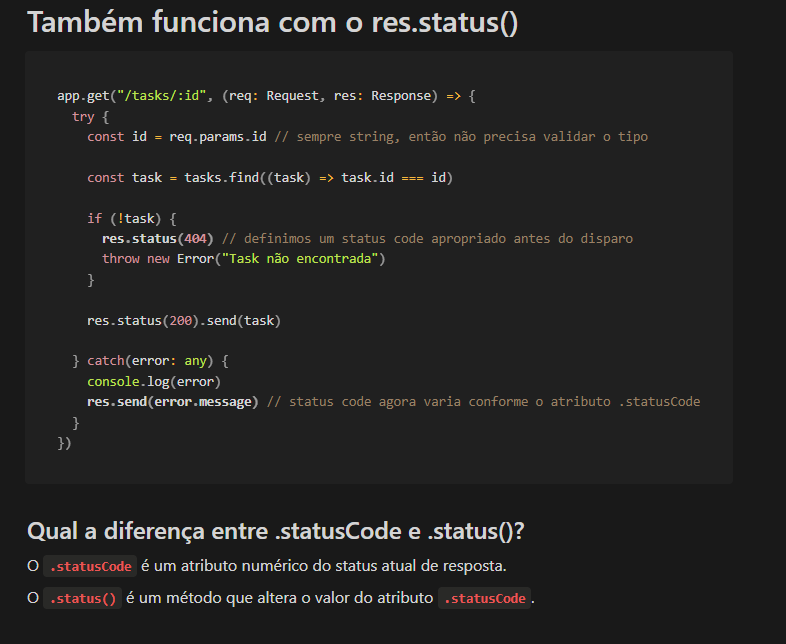 Também funciona com o res.status()
app.get("/tasks/:id", (req: Request, res: Response) => {
  try {
    const id = req.params.id // sempre string, então não precisa validar o tipo

    const task = tasks.find((task) => task.id === id)

    if (!task) {
      res.status(404) // definimos um status code apropriado antes do disparo
      throw new Error("Task não encontrada")
    }

    res.status(200).send(task)

  } catch(error: any) {
    console.log(error)
    res.send(error.message) // status code agora varia conforme o atributo .statusCode
  }
})
Qual a diferença entre .statusCode e .status()?
O .statusCode é um atributo numérico do status atual de resposta.
O .status() é um método que altera o valor do atributo .statusCode.